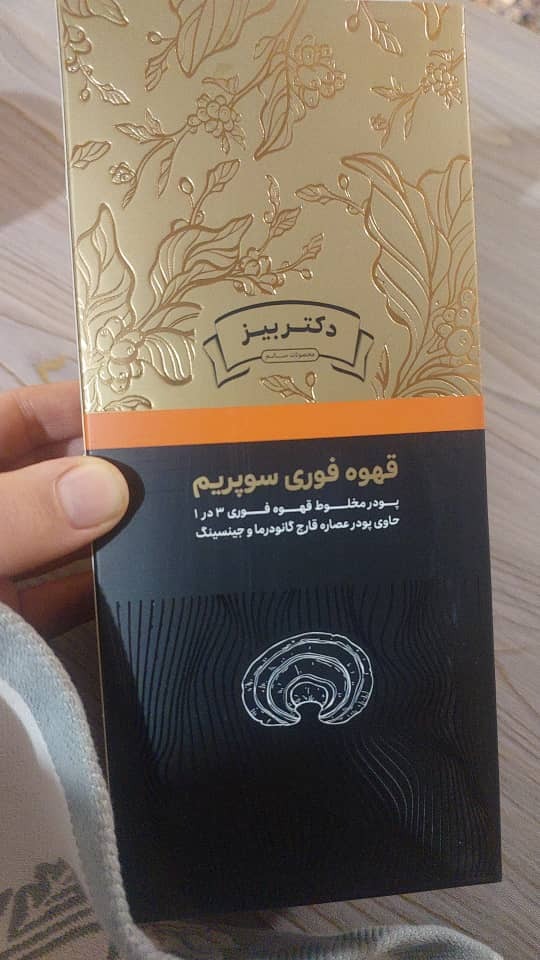 دکتر بیز
محصولات سالم
قهوه فوری سوپریم
پودر مخلوط قهوه فوری ۳ در ۱
حاوی پودر عصاره قارچ گانودرما و جینسینگ